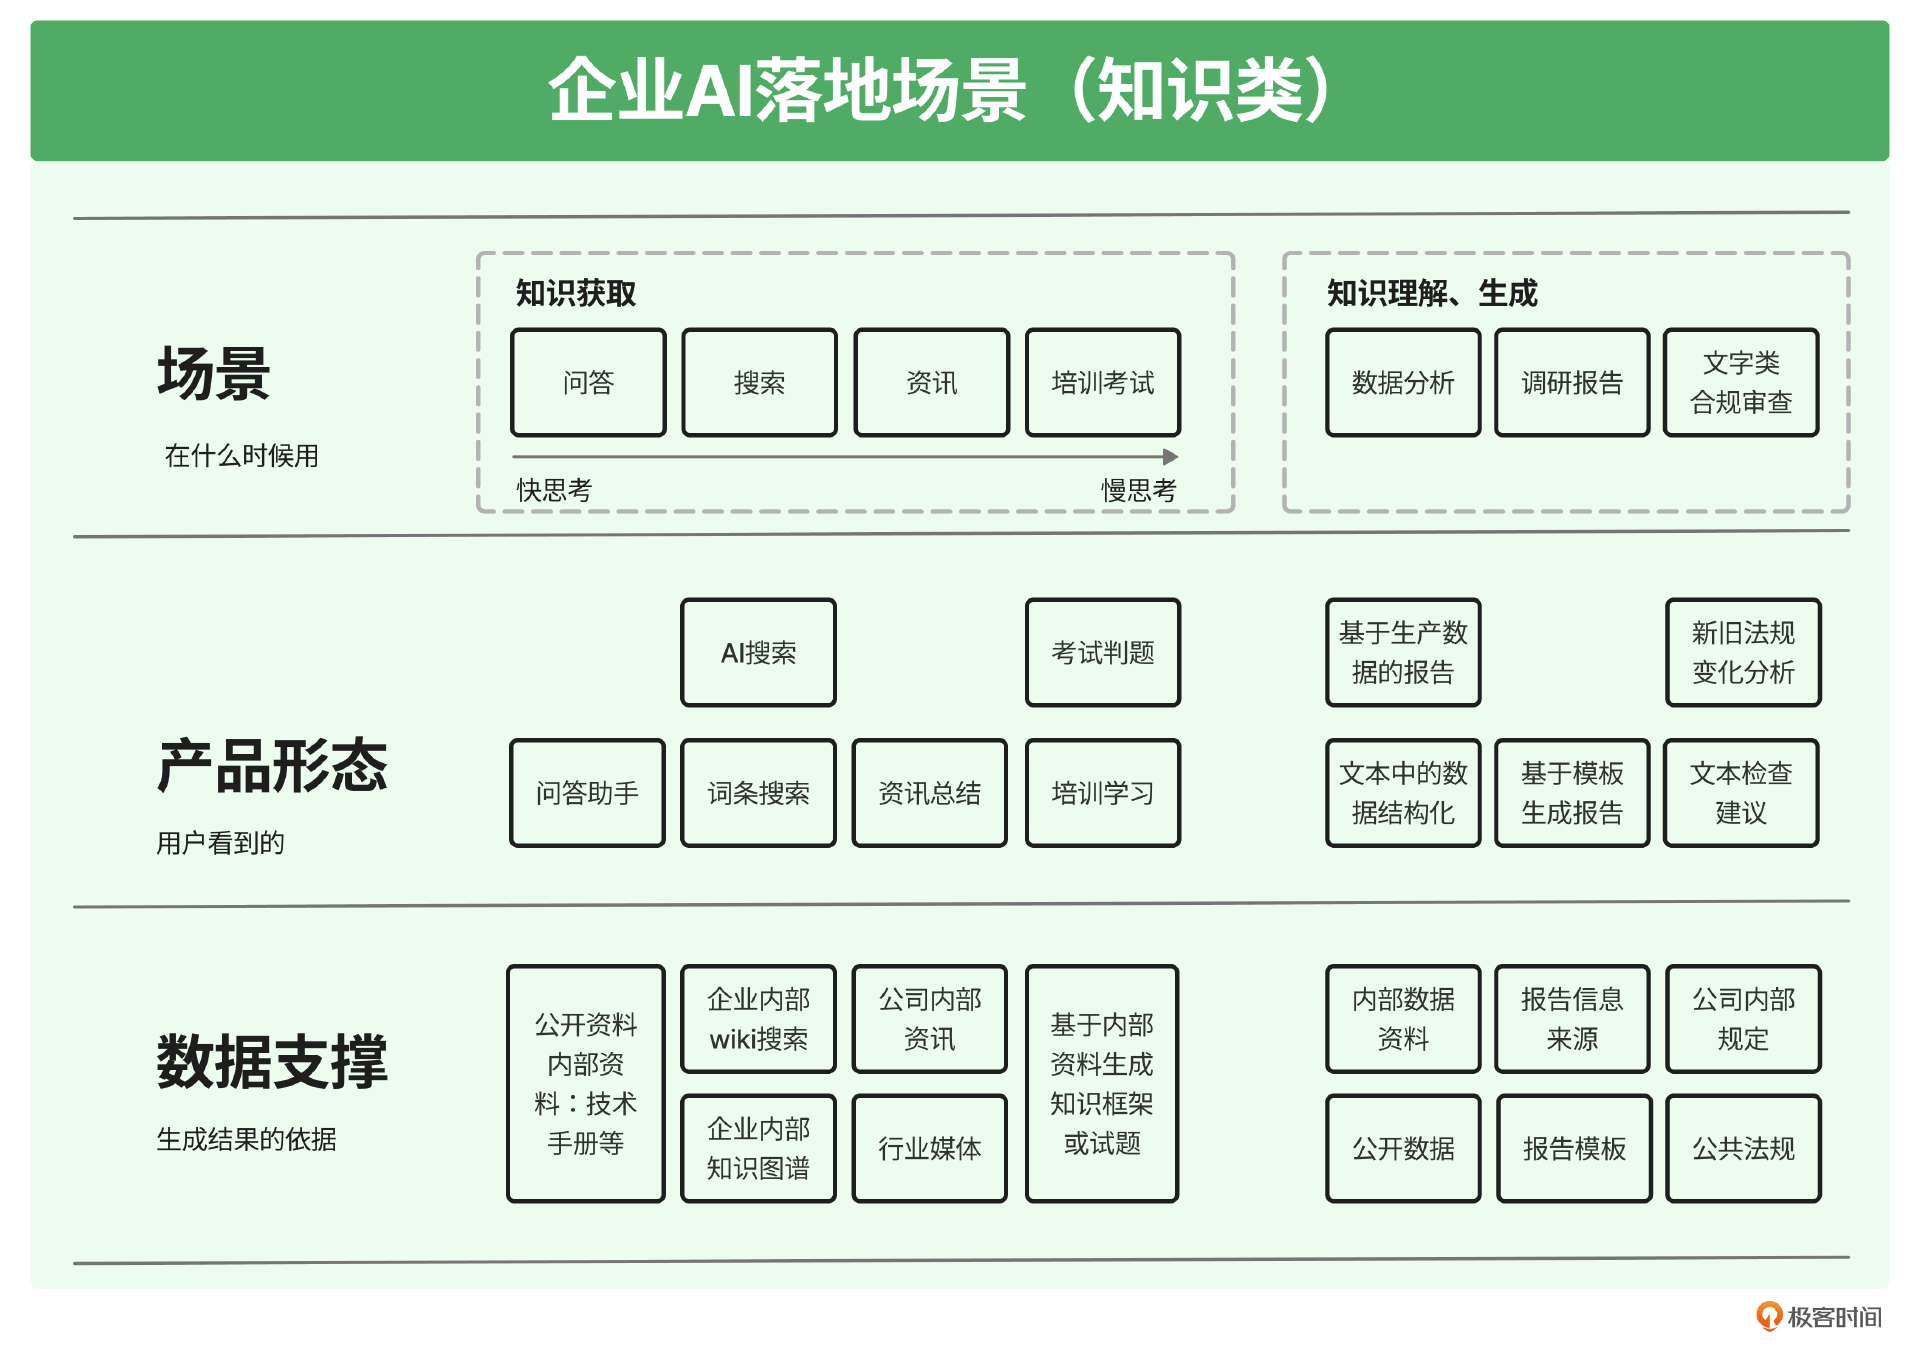 企业AI落地场景（知识类）
场景
在什么时候用
知识获取
问答
搜索
资讯
培训考试
快思考
慢思考
知识理解、生成
数据分析
调研报告
文字类
合规审查
产品形态
用户看到的
AI搜索
考试判题
基于生产数
据的报告
新旧法规
变化分析
问答助手
词条搜索
资讯总结
培训学习
文本中的数
据结构化
基于模板
生成报告
文本检查
建议
数据支撑
生成结果的依据
公开资料
内部资
料：技术
手册等
企业内部
wiki搜索
公司内部
资讯
基于内部
资料生成
知识框架
或试题
内部数据
资料
报告信息
来源
公司内部
规定
企业内部
知识图谱
行业媒体
公开数据
报告模板
公共法规
极客时间